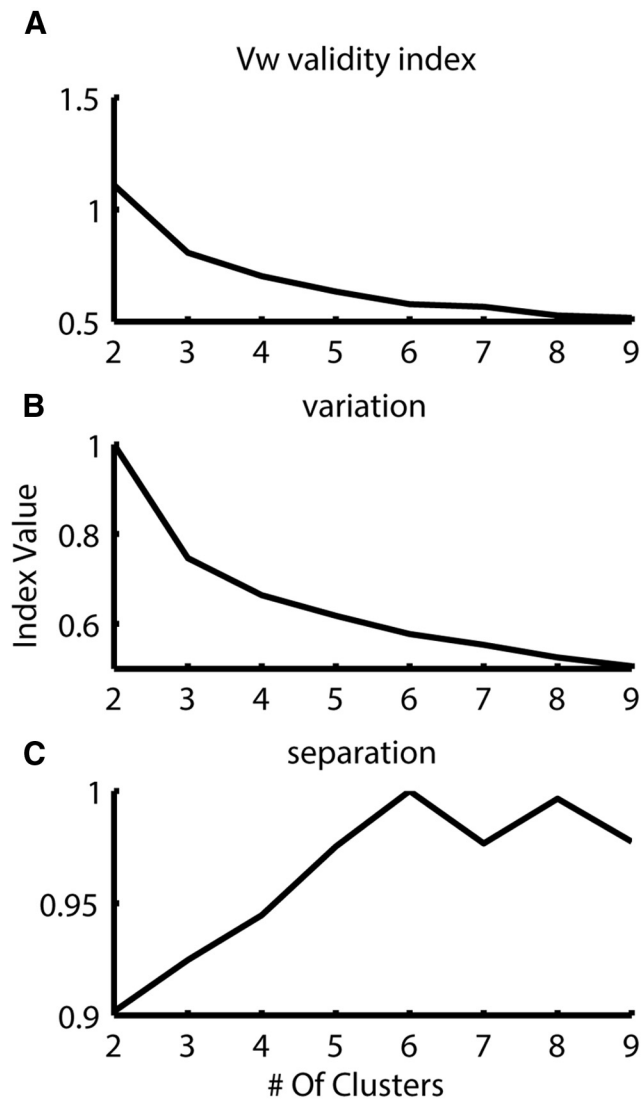 A
Vw validity index
1.5
1
0.5
2 3 4 5 6 7 8 9
B
variation
1
0.8
0.6
Index Value
2 3 4 5 6 7 8 9
C
separation
1
0.95
0.9
2 3 4 5 6 7 8 9
# Of Clusters